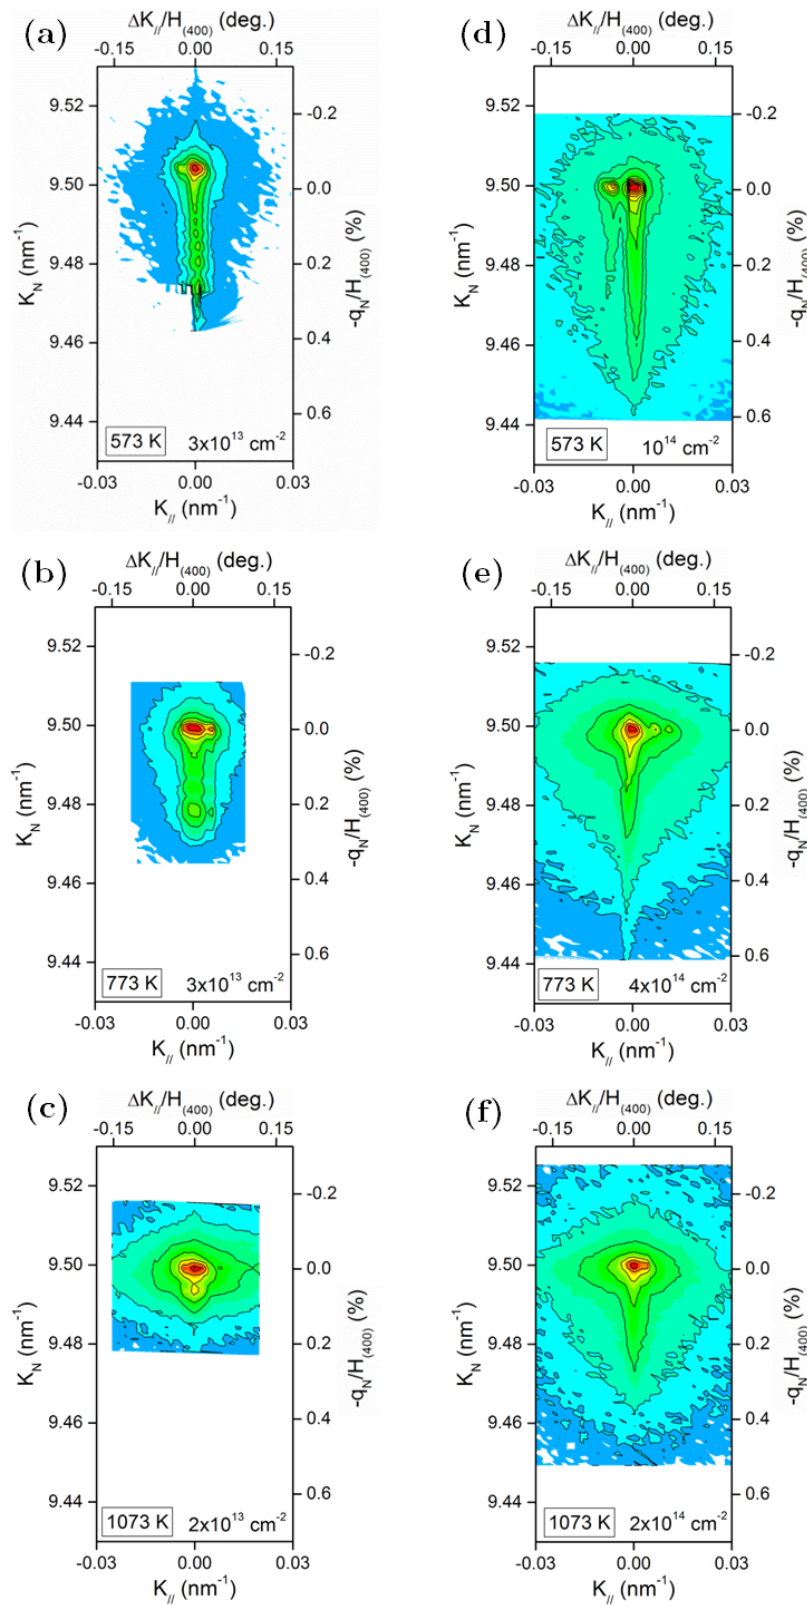 (a)
ΔK//​/H(400) (deg.)
-0.15 0.00 0.15
9.52
9.50
9.48
9.46
9.44
KN (nm-1)
-0.2
0.0
0.2
0.4
0.6
-qN/H(400) (%)
573 K 3x10^13 cm-2
-0.03 0.00 0.03
K// (nm-1)
(d)
ΔK///H(400) (deg.)
-0.15 0.00 0.15
9.52
9.50
9.48
9.46
9.44
KN (nm-1)
-0.2
0.0
0.2
0.4
0.6
-qN/H(400) (%)
573 K 10^14 cm-2
-0.03 0.00 0.03
K// (nm-1)
(b)
ΔK///H(400) (deg.)
-0.15 0.00 0.15
9.52
9.50
9.48
9.46
9.44
KN (nm-1)
-0.2
0.0
0.2
0.4
0.6
-qN/H(400) (%)
773 K 3x10^13 cm-2
-0.03 0.00 0.03
K// (nm-1)
(e)
ΔK///H(400) (deg.)
-0.15 0.00 0.15
9.52
9.50
9.48
9.46
9.44
KN (nm-1)
-0.2
0.0
0.2
0.4
0.6
-qN/H(400) (%)
773 K 4x10^14 cm-2
-0.03 0.00 0.03
K// (nm-1)
(c)
ΔK///H(400) (deg.)
-0.15 0.00 0.15
9.52
9.50
9.48
9.46
9.44
KN (nm-1)
-0.2
0.0
0.2
0.4
0.6
-qN/H(400) (%)
1073 K 2x10^13 cm-2
-0.03 0.00 0.03
K// (nm-1)
(f)
ΔK///H(400) (deg.)
-0.15 0.00 0.15
9.52
9.50
9.48
9.46
9.44
KN (nm-1)
-0.2
0.0
0.2
0.4
0.6
-qN/H(400) (%)
1073 K 2x10^14 cm-2
-0.03 0.00 0.03
K// (nm-1)